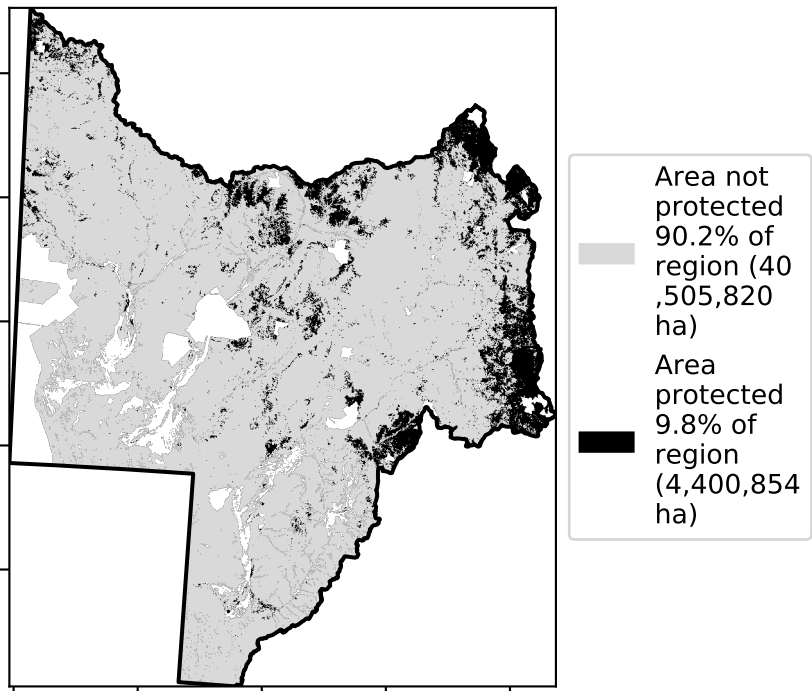 Area not
protected
90.2% of
region (40
,505,820
ha)
Area
protected
9.8% of
region
(4,400,854
ha)